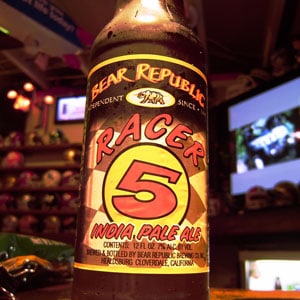 BEAR REPUBLIC
INDEPENDENT SINCE
RACER
5
INDIA PALE ALE
CONTENTS: 12 FL. OZ. 7% ALC. BY VOL.
BREWED & BOTTLED BY BEAR REPUBLIC BREWING CO. INC.
HEALDSBURG CLOVERDALE, CALIFORNIA